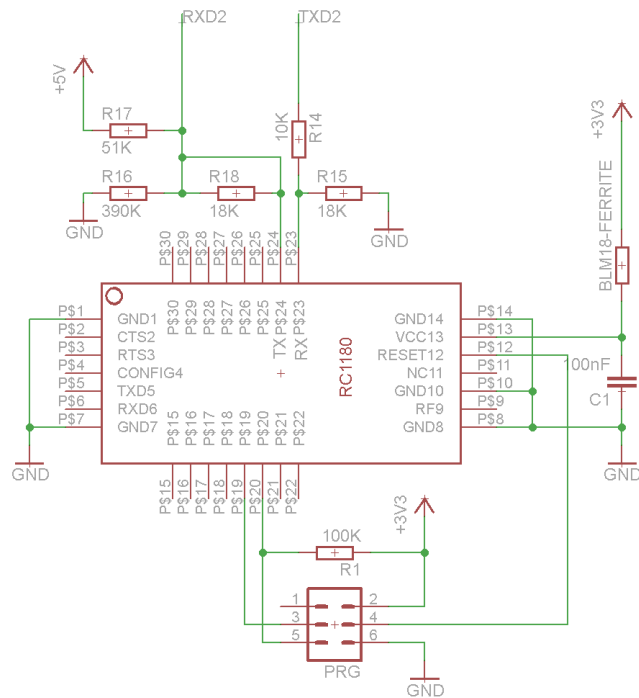 RXD2
TXD2
+5V
R17
51K
R16
390K
GND
R18
18K
10K
R14
R15
18K
GND
+3V3
BLM18-FERRITE
P$30
P$29
P$28
P$27
P$26
P$25
P$24
P$23
P$30
P$29
P$28
P$27
P$26
P$25
P$24
P$23
TX
RX
P$1
P$2
P$3
P$4
P$5
P$6
P$7
GND1
CTS2
RTS3
CONFIG4
TXD5
RXD6
GND7
RC1180
GND14
VCC13
RESET12
NC11
GND10
RF9
GND8
P$14
P$13
P$12
P$11
P$10
P$9
P$8
100nF
C1
GND
GND
P$15
P$16
P$17
P$18
P$19
P$20
P$21
P$22
P$15
P$16
P$17
P$18
P$19
P$20
P$21
P$22
+3V3
100K
R1
1
2
3
4
5
6
PRG
GND